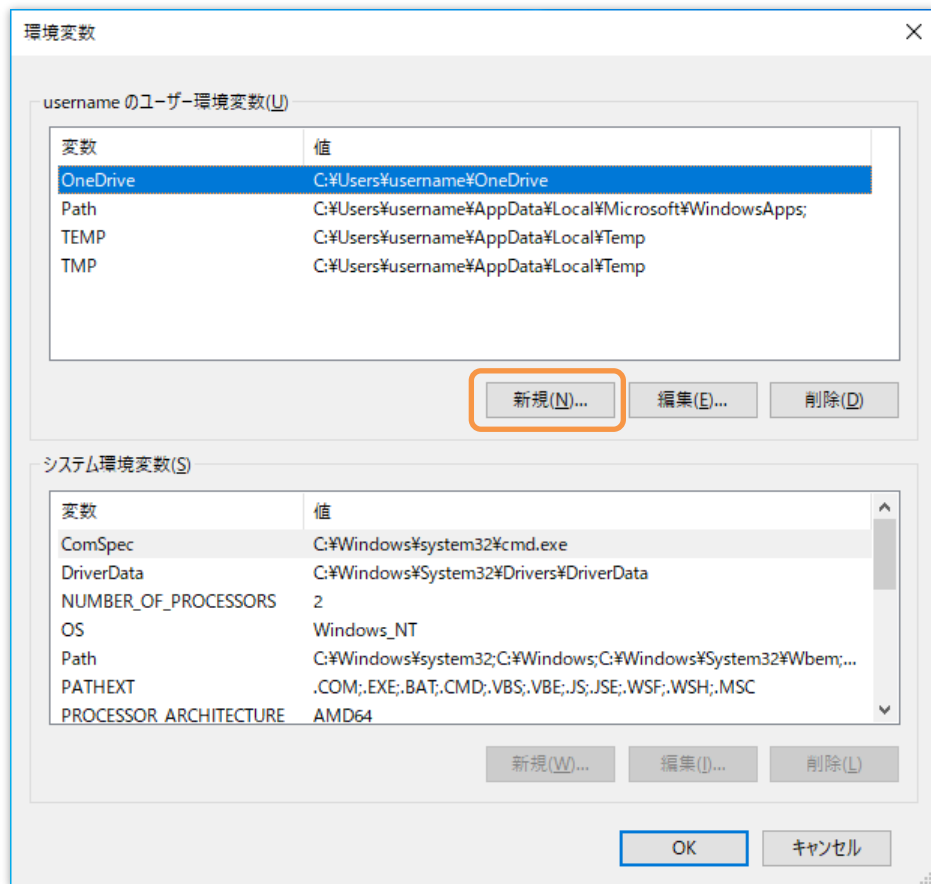 環境変数
username のユーザー環境変数(U)
変数 値
OneDrive C:¥Users¥username¥OneDrive
Path C:¥Users¥username¥AppData¥Local¥Microsoft¥WindowsApps;
TEMP C:¥Users¥username¥AppData¥Local¥Temp
TMP C:¥Users¥username¥AppData¥Local¥Temp
新規(N)... 編集(E)... 削除(D)
システム環境変数(S)
変数 値
ComSpec C:¥Windows¥system32¥cmd.exe
DriverData C:¥Windows¥System32¥Drivers¥DriverData
NUMBER_OF_PROCESSORS 2
OS Windows_NT
Path C:¥Windows¥system32;C:¥Windows;C:¥Windows¥System32¥Wbem;...
PATHEXT .COM;.EXE;.BAT;.CMD;.VBS;.VBE;.JS;.JSE;.WSF;.WSH;.MSC
PROCESSOR_ARCHITECTURE AMD64
新規(W)... 編集(I)... 削除(L)
OK キャンセル